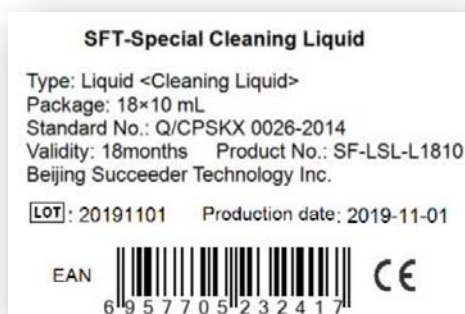 SFT-Special Cleaning Liquid
Type: Liquid <Cleaning Liquid>
Package: 18×10 mL
Standard No.: Q/CPSKX 0026-2014
Validity: 18months Product No.: SF-LSL-L1810
Beijing Succeeder Technology Inc.
LOT: 20191101 Production date: 2019-11-01
EAN
6 957705 232417
CE